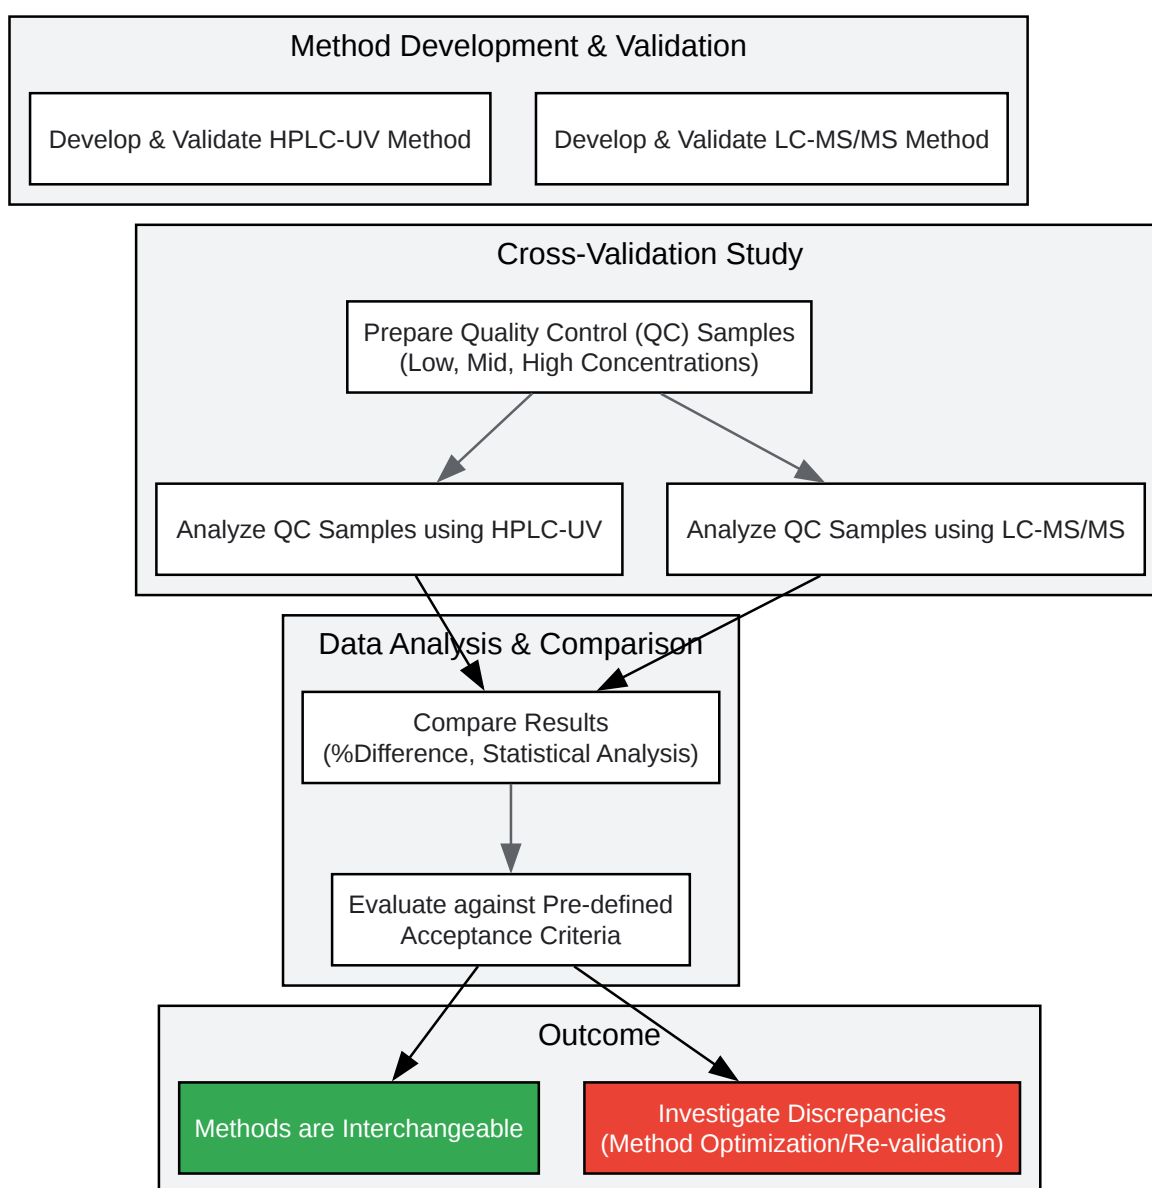 Method Development & Validation
Develop & Validate HPLC-UV Method
Develop & Validate LC-MS/MS Method
Cross-Validation Study
Prepare Quality Control (QC) Samples
(Low, Mid, High Concentrations)
Analyze QC Samples using HPLC-UV
Analyze QC Samples using LC-MS/MS
Data Analysis & Comparison
Compare Results
(%Difference, Statistical Analysis)
Evaluate against Pre-defined
Acceptance Criteria
Outcome
Methods are Interchangeable
Investigate Discrepancies
(Method Optimization/Re-validation)